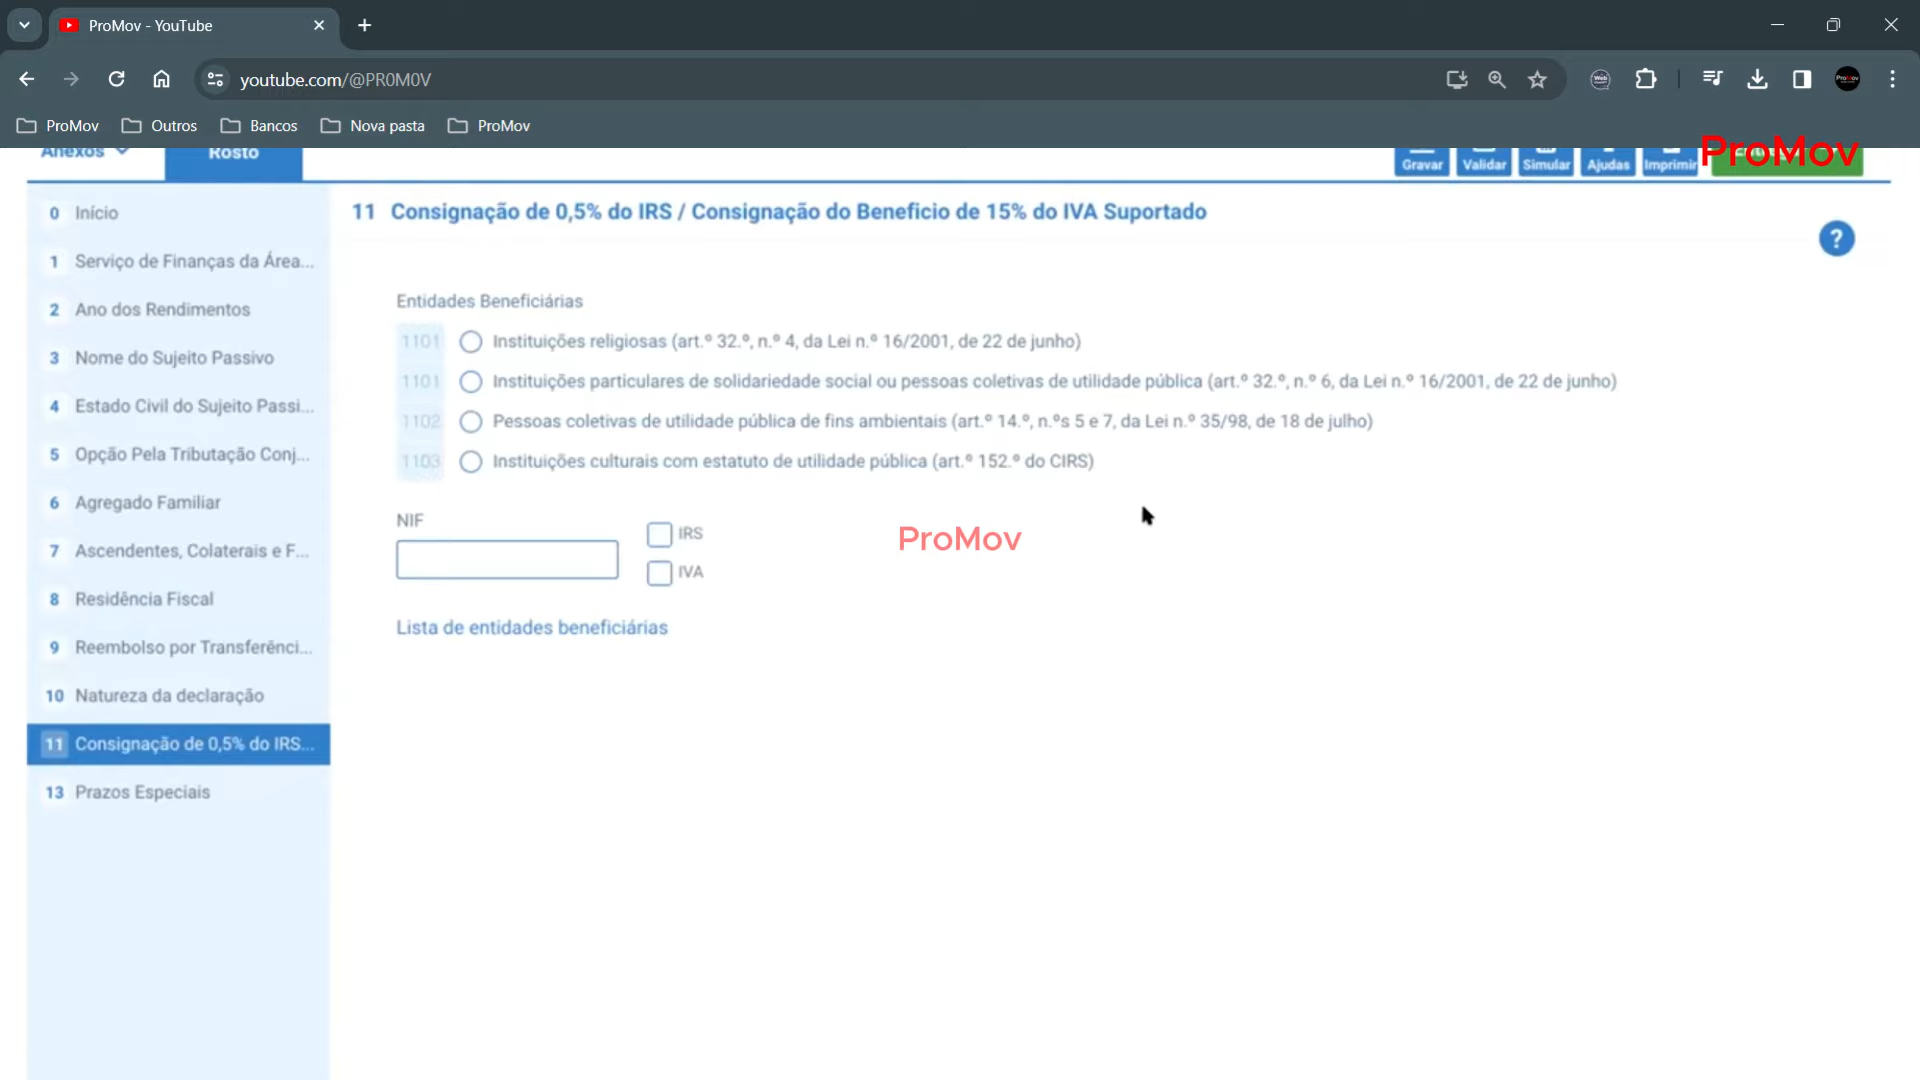 ProMov - YouTube
youtube.com/@PR0M0V
ProMov
Outros
Bancos
Nova pasta
ProMov
Anexos
Rosto
Gravar
Validar
Simular
Ajudas
Imprimir
ProMov
0 Início
1 Serviço de Finanças da Área...
2 Ano dos Rendimentos
3 Nome do Sujeito Passivo
4 Estado Civil do Sujeito Passi...
5 Opção Pela Tributação Conj...
6 Agregado Familiar
7 Ascendentes, Colaterais e F...
8 Residência Fiscal
9 Reembolso por Transferênci...
10 Natureza da declaração
11 Consignação de 0,5% do IRS...
13 Prazos Especiais
11 Consignação de 0,5% do IRS / Consignação do Beneficio de 15% do IVA Suportado
?
Entidades Beneficiárias
1101 Instituições religiosas (art.º 32.º, n.º 4, da Lei n.º 16/2001, de 22 de junho)
1101 Instituições particulares de solidariedade social ou pessoas coletivas de utilidade pública (art.º 32.º, n.º 6, da Lei n.º 16/2001, de 22 de junho)
1102 Pessoas coletivas de utilidade pública de fins ambientais (art.º 14.º, n.ºs 5 e 7, da Lei n.º 35/98, de 18 de julho)
1103 Instituições culturais com estatuto de utilidade pública (art.º 152.º do CIRS)
NIF
IRS
IVA
ProMov
Lista de entidades beneficiárias